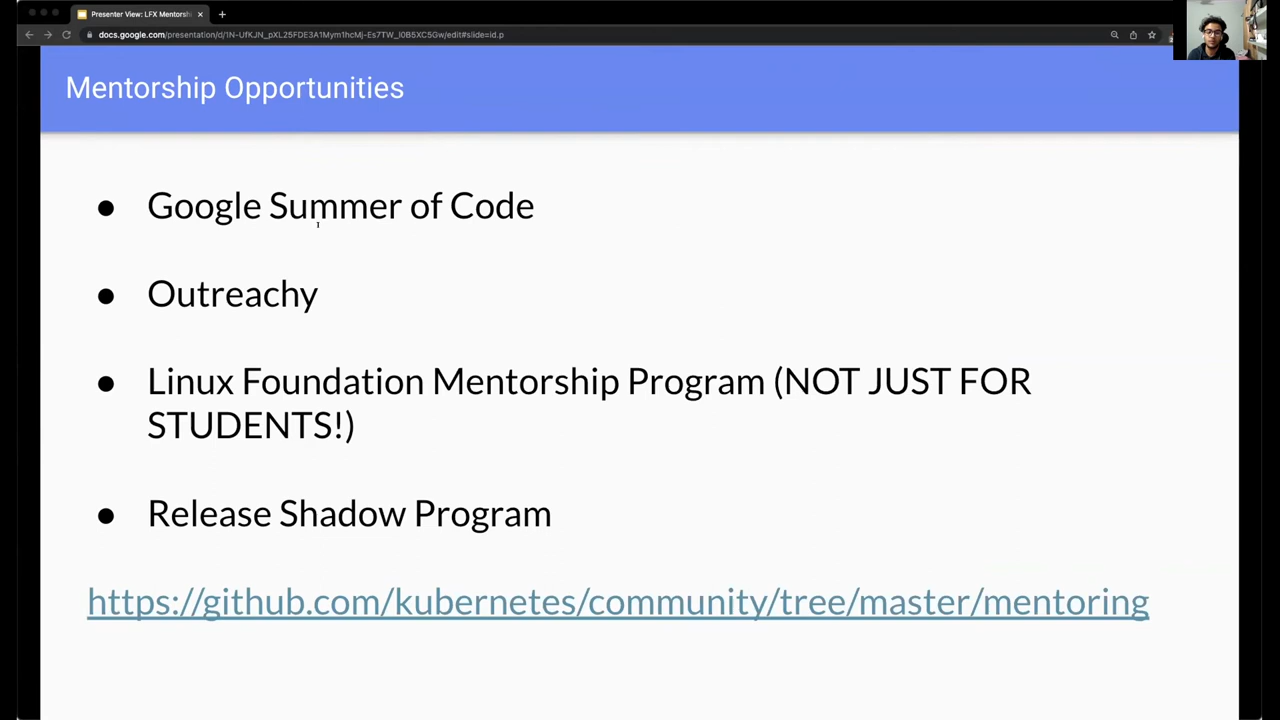 Presenter View: LFX Mentorshi
docs.google.com/presentation/d/1N-UfKJN_pXL25FDE3A1Mym1hcMj-Es7TW_I0B5XC5Gw/edit#slide=id.p
Mentorship Opportunities
● Google Summer of Code
● Outreachy
● Linux Foundation Mentorship Program (NOT JUST FOR
STUDENTS!)
● Release Shadow Program
https://github.com/kubernetes/community/tree/master/mentoring